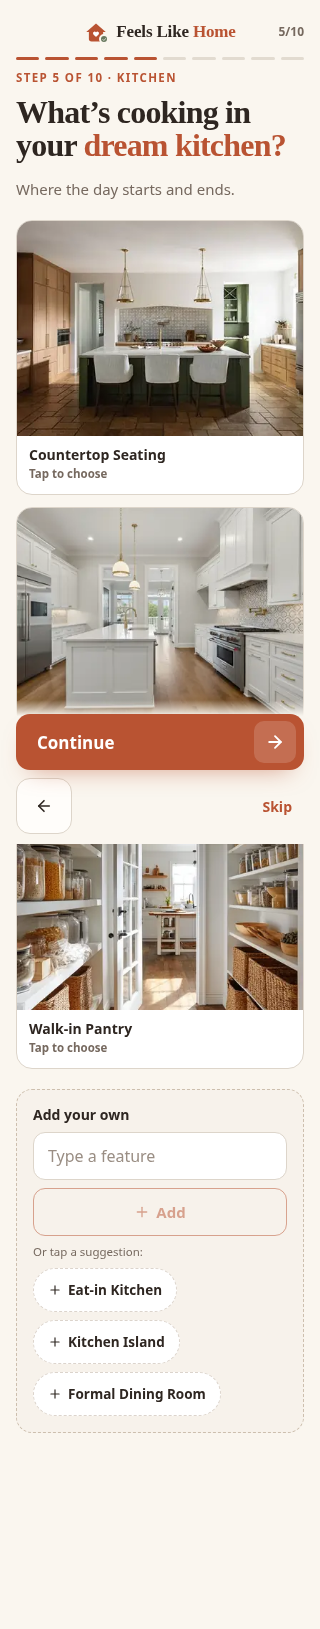 Feels Like Home
5/10
STEP 5 OF 10 · KITCHEN
What’s cooking in
your dream kitchen?
Where the day starts and ends.
Countertop Seating
Tap to choose
Continue
Skip
Walk-in Pantry
Tap to choose
Add your own
Type a feature
+ Add
Or tap a suggestion:
+ Eat-in Kitchen
+ Kitchen Island
+ Formal Dining Room